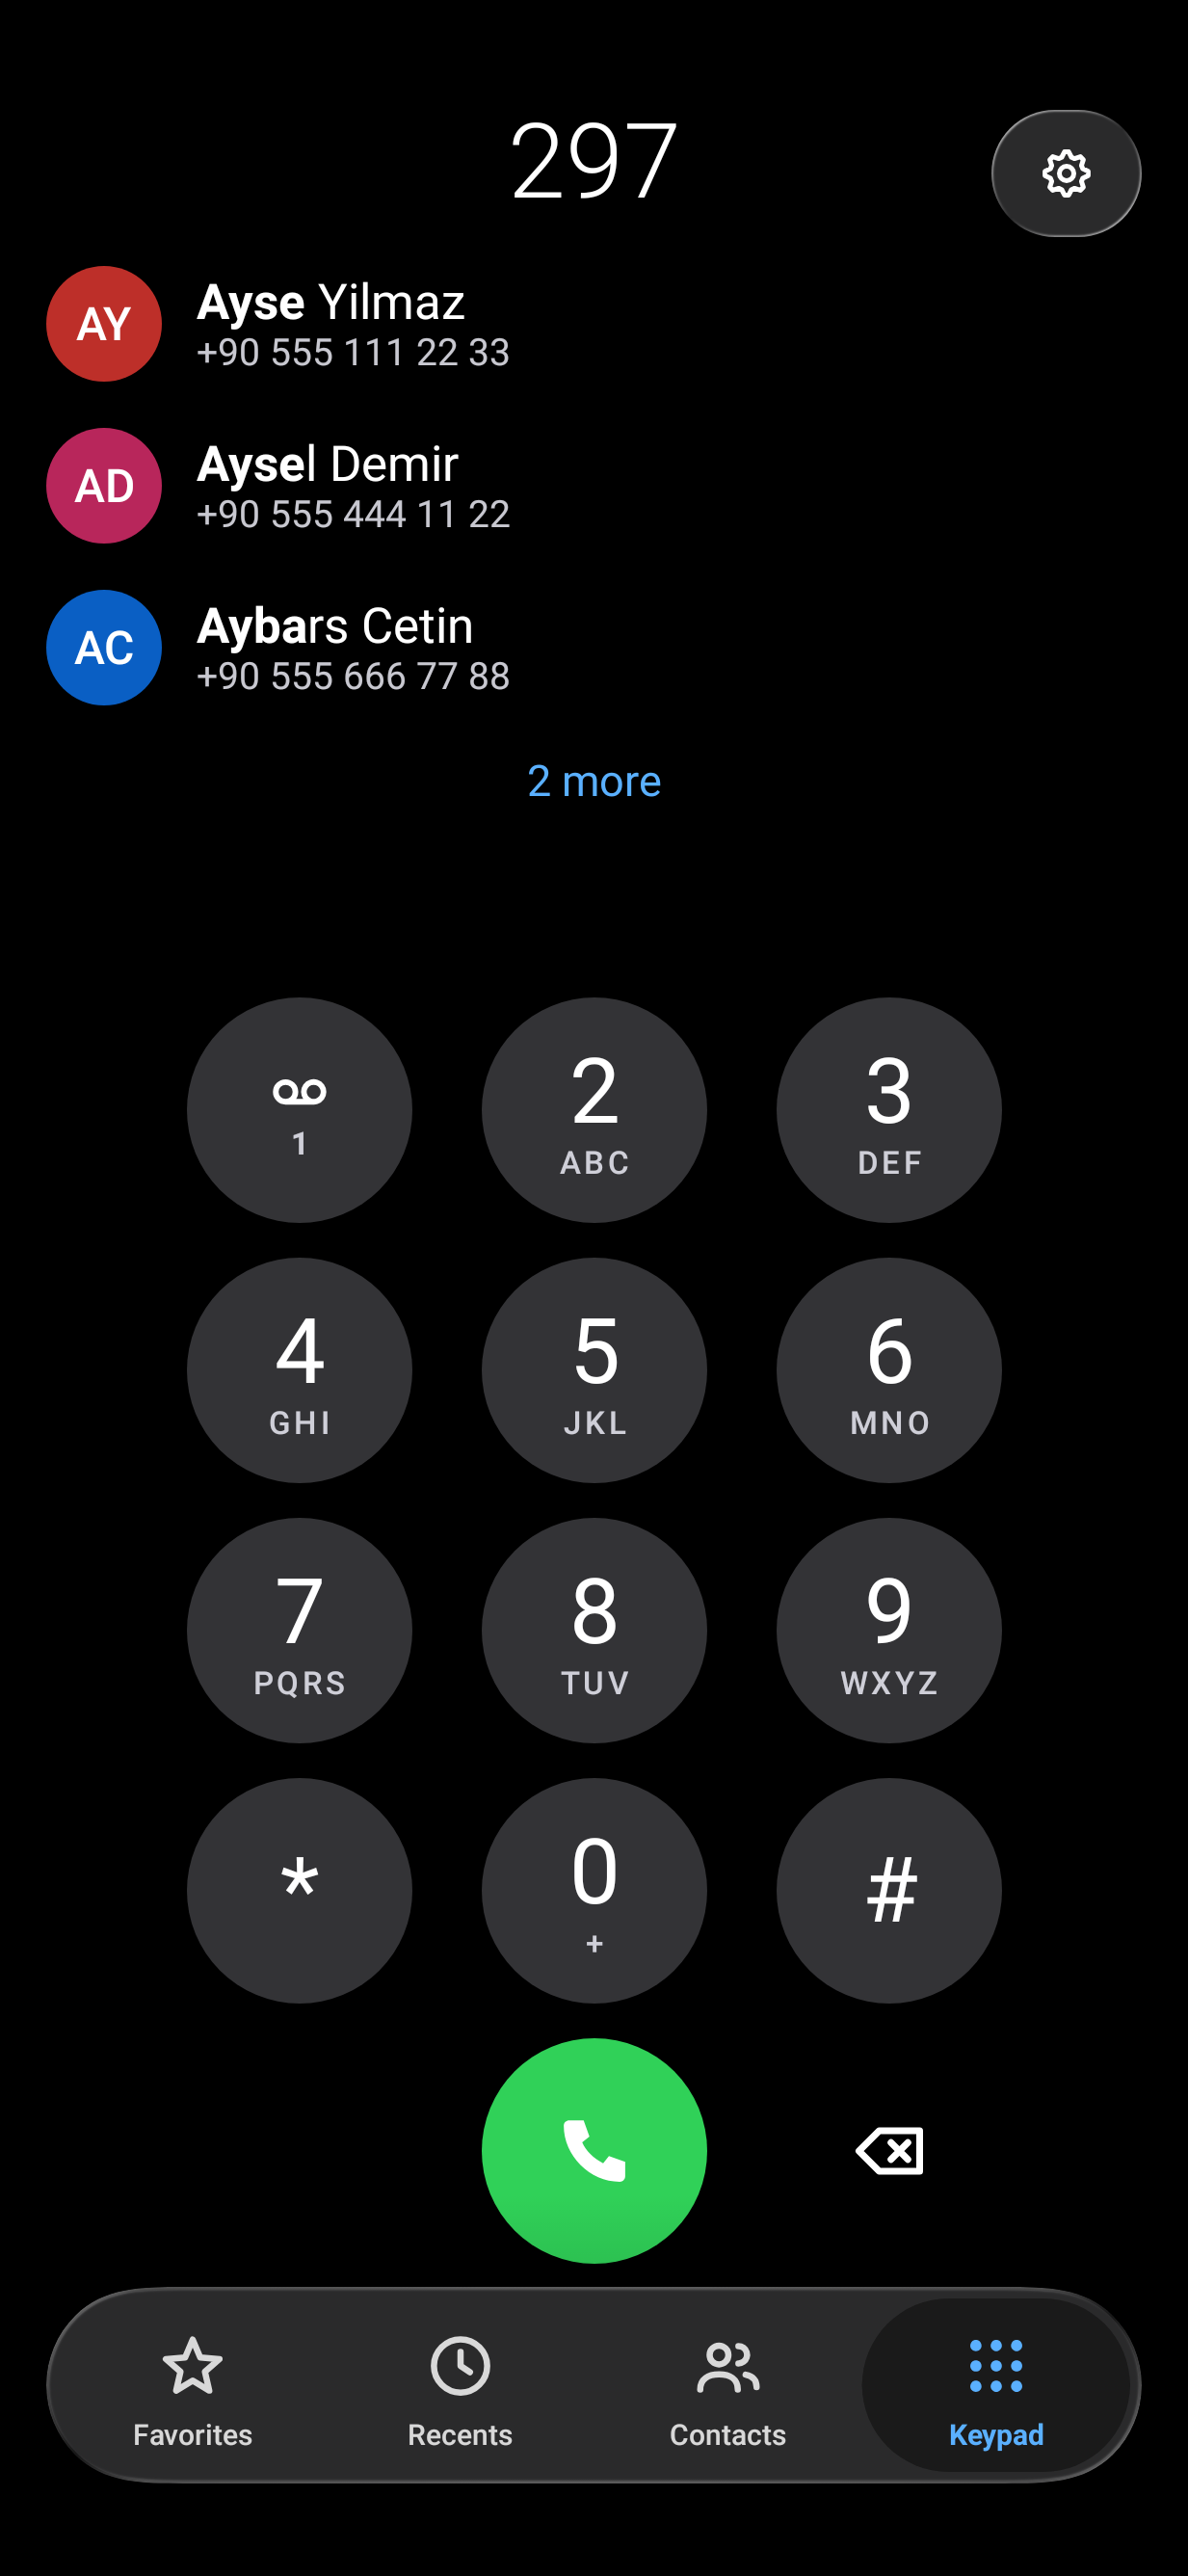 297
AY
Ayse Yilmaz
+90 555 111 22 33
AD
Aysel Demir
+90 555 444 11 22
AC
Aybars Cetin
+90 555 666 77 88
2 more
1
2
ABC
3
DEF
4
GHI
5
JKL
6
MNO
7
PQRS
8
TUV
9
WXYZ
*
0
+
#
Favorites
Recents
Contacts
Keypad